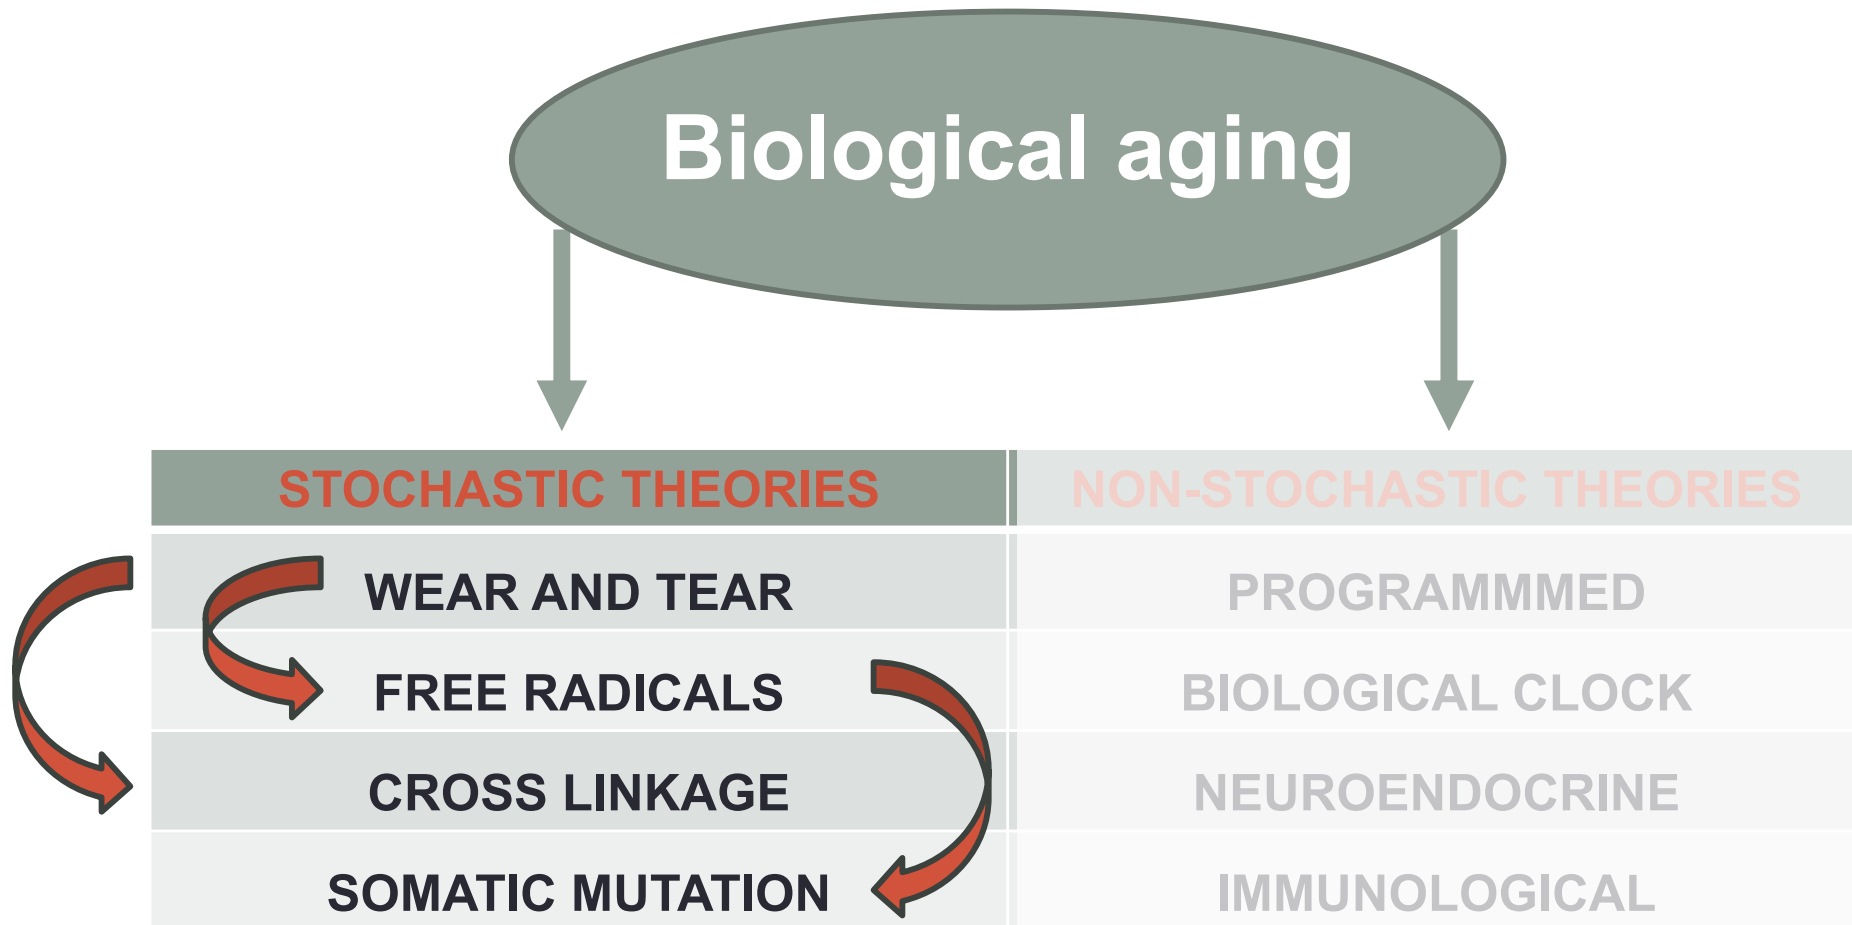 Biological aging
STOCHASTIC THEORIES NON-STOCHASTIC THEORIES
WEAR AND TEAR PROGRAMMMED
FREE RADICALS BIOLOGICAL CLOCK
CROSS LINKAGE NEUROENDOCRINE
SOMATIC MUTATION IMMUNOLOGICAL